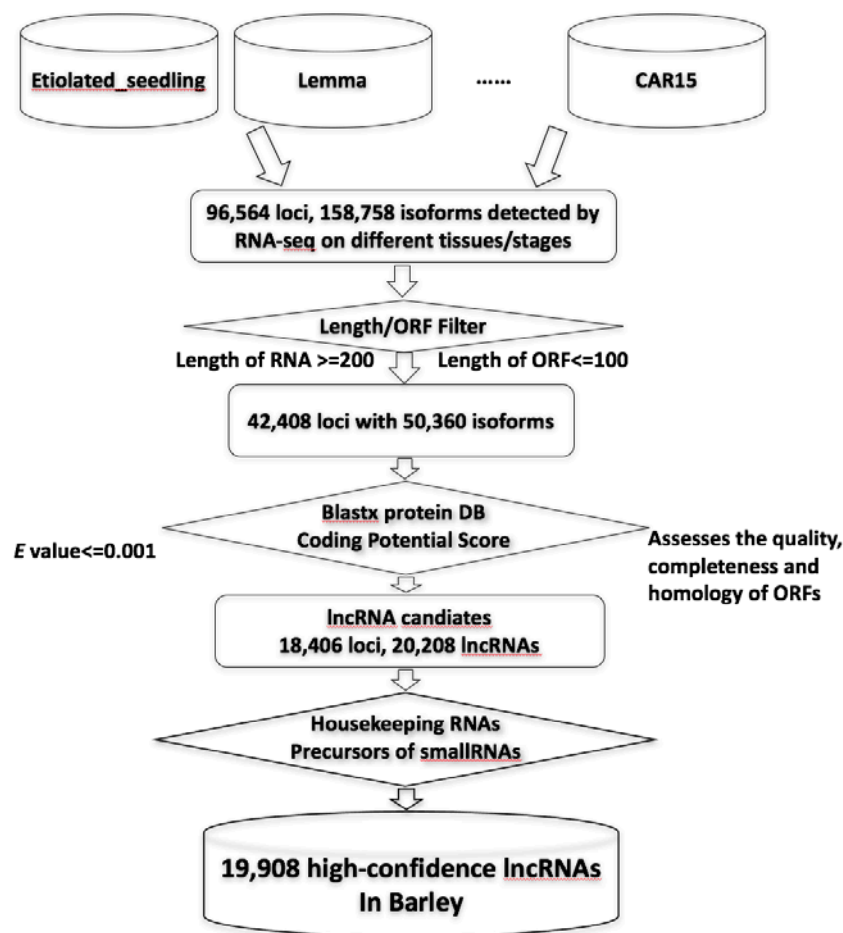 Etiolated_seedling
Lemma
......
CAR15
96,564 loci, 158,758 isoforms detected by
RNA-seq on different tissues/stages
Length/ORF Filter
Length of RNA >=200
Length of ORF<=100
42,408 loci with 50,360 isoforms
Blastx protein DB
Coding Potential Score
E value<=0.001
Assesses the quality,
completeness and
homology of ORFs
lncRNA candiates
18,406 loci, 20,208 lncRNAs
Housekeeping RNAs
Precursors of smallRNAs
19,908 high-confidence lncRNAs
In Barley